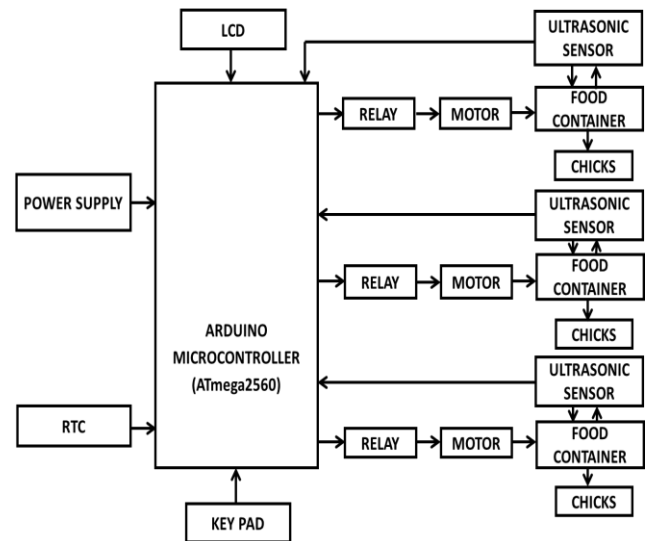 LCD
ULTRASONIC
SENSOR
RELAY
MOTOR
FOOD
CONTAINER
CHICKS
POWER SUPPLY
ULTRASONIC
SENSOR
RELAY
MOTOR
FOOD
CONTAINER
CHICKS
ARDUINO
MICROCONTROLLER
(ATmega2560)
ULTRASONIC
SENSOR
RTC
RELAY
MOTOR
FOOD
CONTAINER
CHICKS
KEY PAD